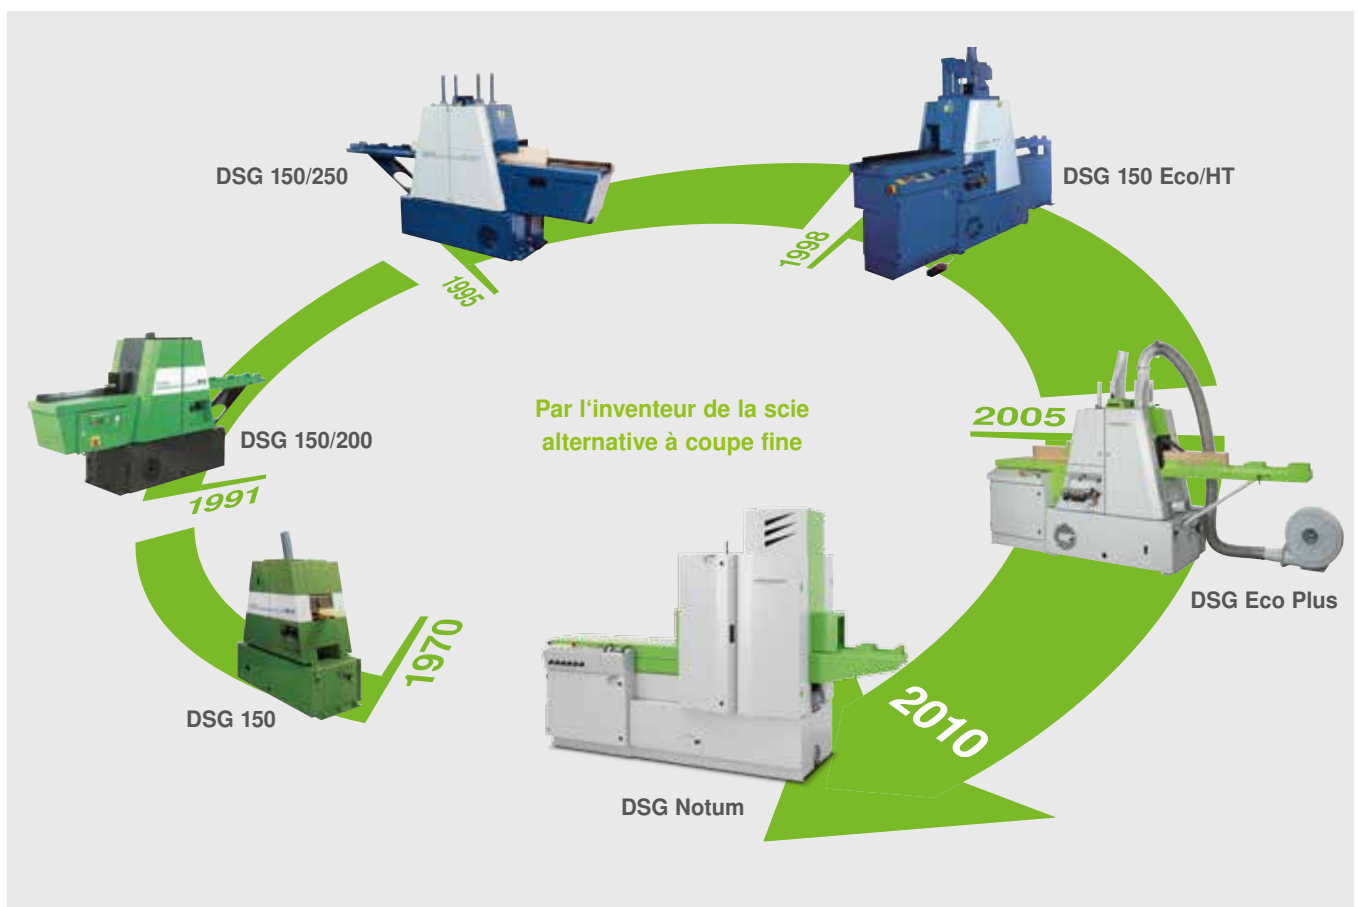 DSG 150/250
DSG 150 Eco/HT
1998
1995
Par l‘inventeur de la scie
alternative à coupe fine
2005
DSG 150/200
1991
DSG Eco Plus
1970
DSG 150
2010
DSG Notum